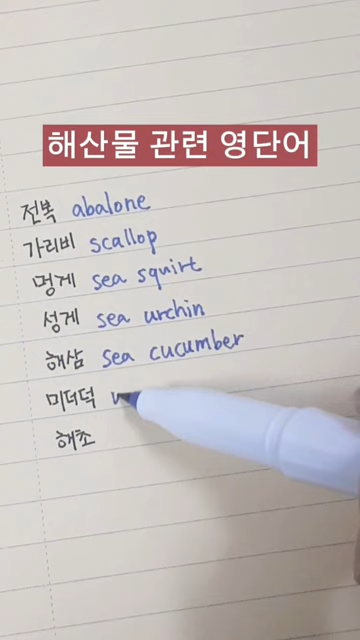 해산물 관련 영단어
전복 abalone
가리비 scallop
멍게 sea squirt
성게 sea urchin
해삼 sea cucumber
미더덕
해초